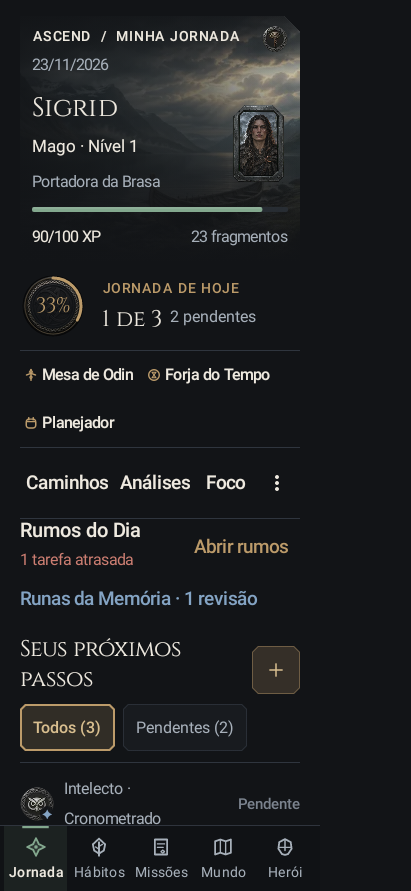 ASCEND / MINHA JORNADA
23/11/2026
Sigrid
Mago · Nível 1
Portadora da Brasa
90/100 XP
23 fragmentos
33%
JORNADA DE HOJE
1 de 3 2 pendentes
Mesa de Odin Forja do Tempo
Planejador
Caminhos Análises Foco
Rumos do Dia
1 tarefa atrasada
Abrir rumos
Runas da Memória · 1 revisão
Seus próximos
passos
Todos (3) Pendentes (2)
Intelecto ·
Cronometrado
Pendente
Jornada Hábitos Missões Mundo Herói